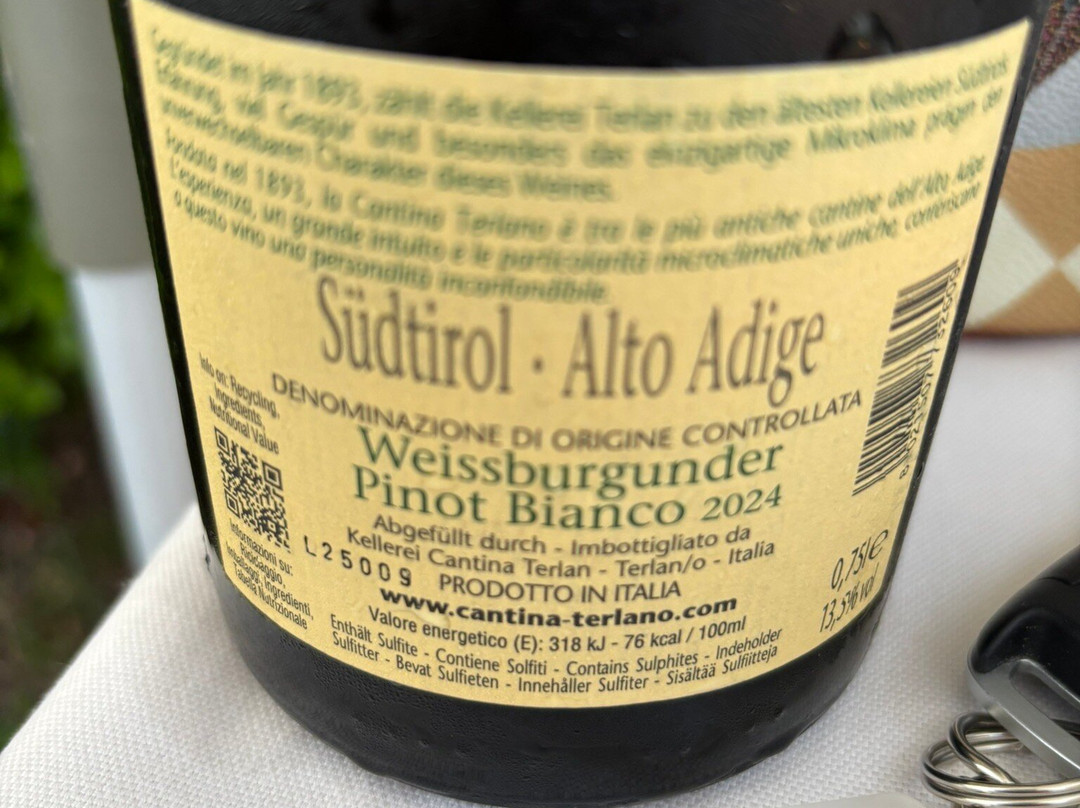 Gegründet im Jahr 1893, zählt die Kellerei Terlan zu den ältesten Kellereien Südtirols.
Erfahrung, viel Gespür und besonders das einzigartige Mikroklima prägen den
unverwechselbaren Charakter dieses Weines.
Fondata nel 1893, la Cantina Terlano è tra le più antiche cantine dell'Alto Adige.
L'esperienza, un grande intuito e le particolarità microclimatiche uniche, conferiscono
a questo vino una personalità inconfondibile.
Südtirol · Alto Adige
DENOMINAZIONE DI ORIGINE CONTROLLATA
Weissburgunder
Pinot Bianco 2024
Abgefüllt durch - Imbottigliato da
Kellerei Cantina Terlan - Terlan/o - Italia
PRODOTTO IN ITALIA
www.cantina-terlano.com
Valore energetico (E): 318 kJ - 76 kcal / 100ml
Enthält Sulfite - Contiene Solfiti - Contains Sulphites - Indeholder
Sulfitter - Bevat Sulfieten - Innehåller Sulfiter - Sisältää Sulfiitteja
Info on: Recycling,
Ingredients,
Nutritional Value
Informazioni su:
Riciclaggio
Imballaggi, Ingredienti,
Tabella Nutrizionale
L25009
0,75l e
13,5% vol